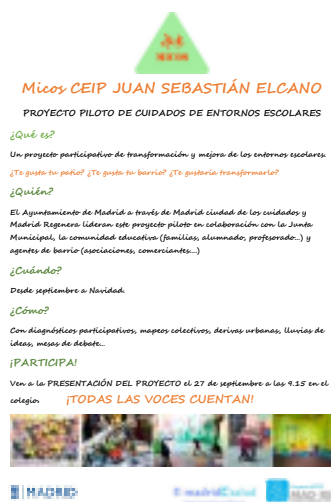 MICOS
Micos CEIP JUAN SEBASTIÁN ELCANO
PROYECTO PILOTO DE CUIDADOS DE ENTORNOS ESCOLARES
¿Qué es?
Un proyecto participativo de transformación y mejora de los entornos escolares.
¿Te gusta tu patio? ¿Te gusta tu barrio? ¿Te gustaría transformarlo?
¿Quién?
El Ayuntamiento de Madrid a través de Madrid ciudad de los cuidados y
Madrid Regenera lideran este proyecto piloto en colaboración con la Junta
Municipal, la comunidad educativa (familias, alumnado, profesorado...) y
agentes de barrio (asociaciones, comerciantes...)
¿Cuándo?
Desde septiembre a Navidad.
¿Cómo?
Con diagnósticos participativos, mapeos colectivos, derivas urbanas, lluvias de
ideas, mesas de debate...
¡PARTICIPA!
Ven a la PRESENTACIÓN DEL PROYECTO el 27 de septiembre a las 9.15 en el
colegio. ¡TODAS LAS VOCES CUENTAN!
MADRID
madridsalud